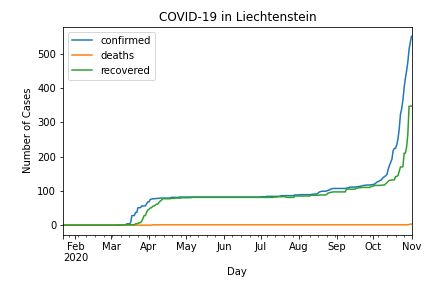 COVID-19 in Liechtenstein
confirmed
deaths
recovered
Number of Cases
500
400
300
200
100
0
Feb Mar Apr May Jun Jul Aug Sep Oct Nov
2020
Day